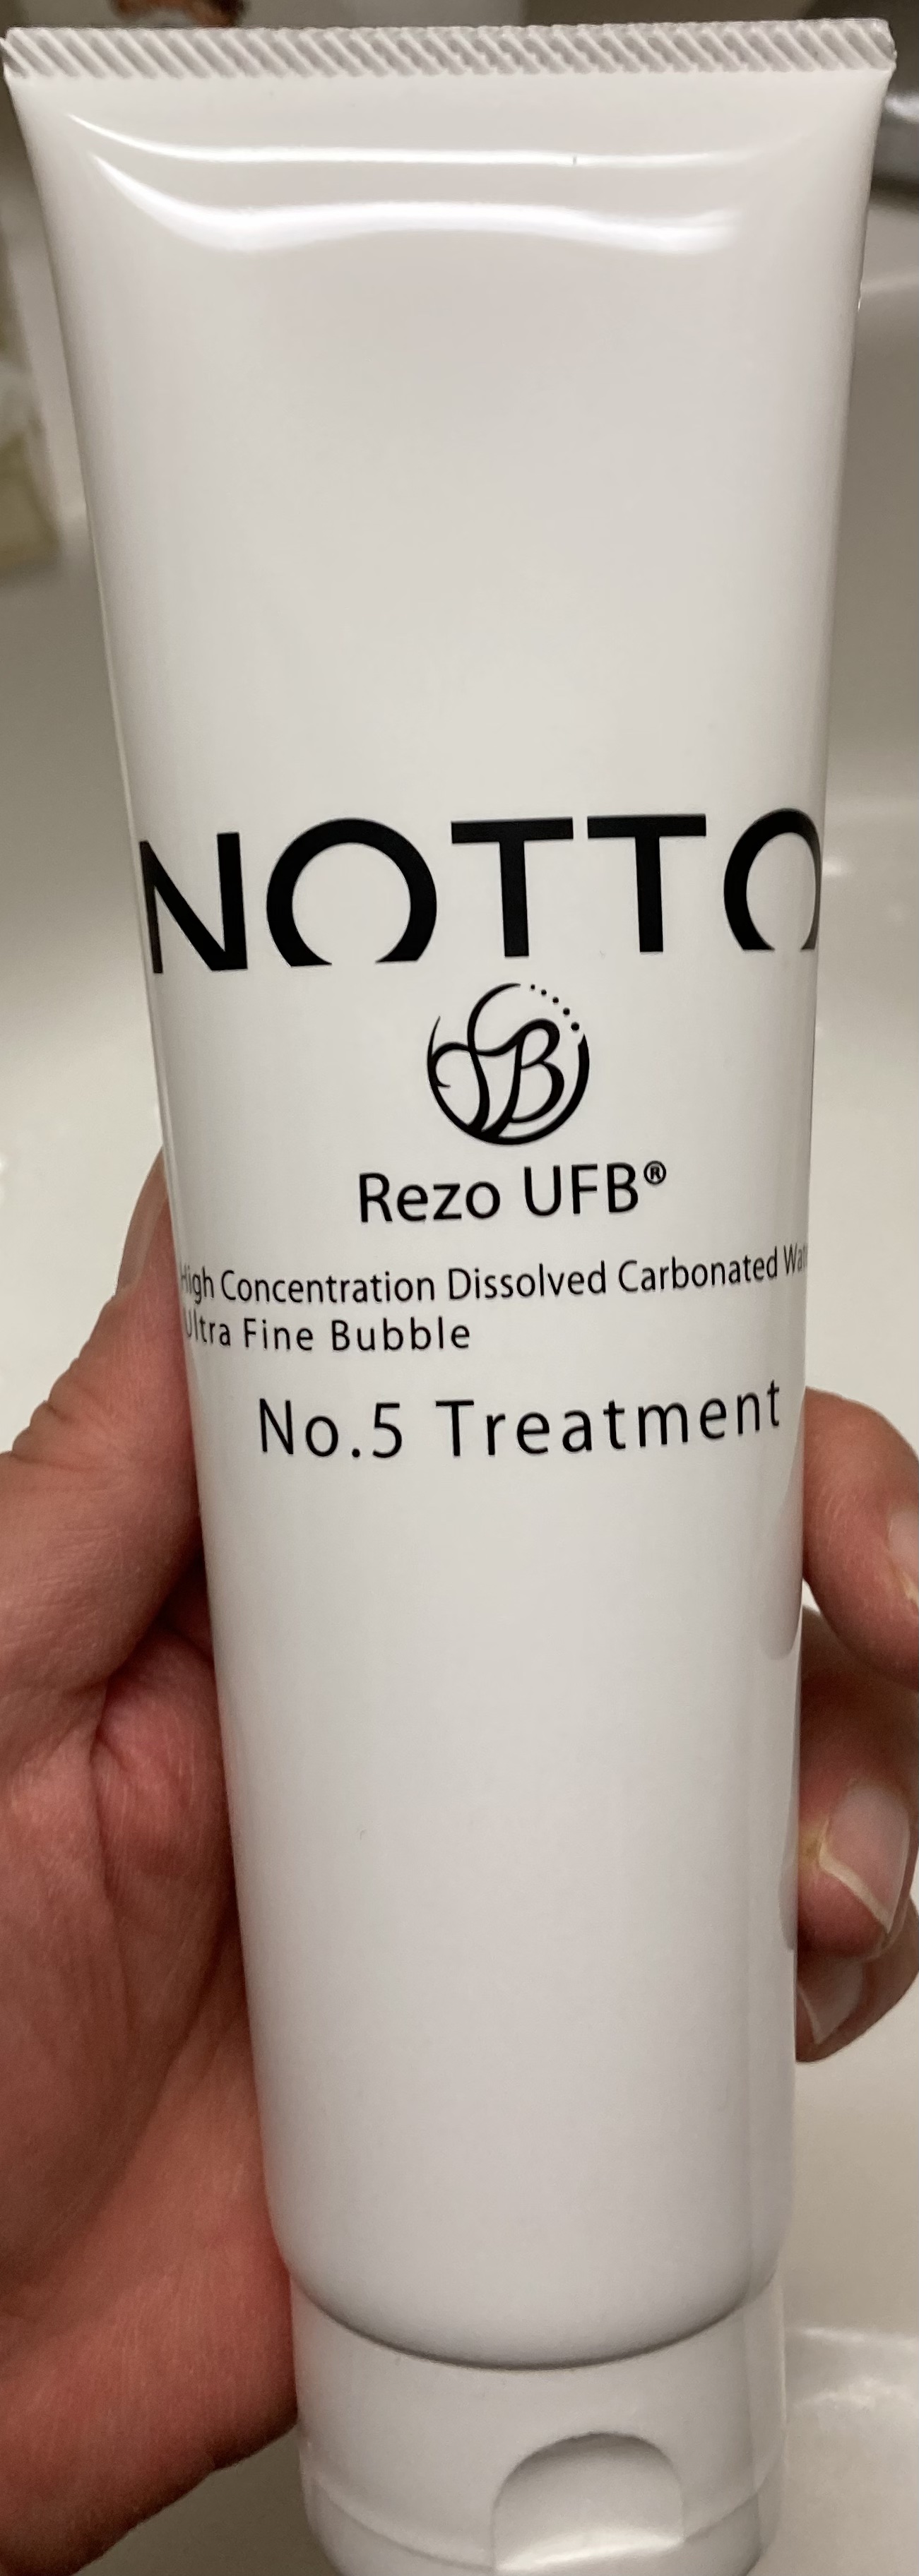 NOTTO
Rezo UFB®
High Concentration Dissolved Carbonated
Ultra Fine Bubble
No.5 Treatment